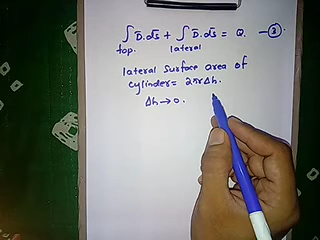 ∫ D̄.ds̄ + ∫ D̄.ds̄ = Q. —②.
top. lateral
lateral surface area of
cylinder = 2πrΔh.
Δh → 0.